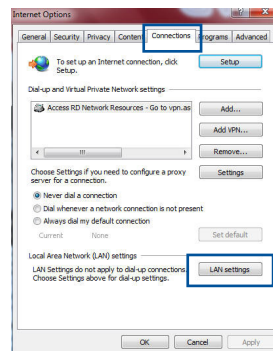 Internet Options
General Security Privacy Content Connections Programs Advanced
To set up an Internet connection, click
Setup.
Setup
Dial-up and Virtual Private Network settings
Access RD Network Resources - Go to vpn.as
Add...
Add VPN...
Remove...
Choose Settings if you need to configure a proxy
server for a connection.
Settings
Never dial a connection
Dial whenever a network connection is not present
Always dial my default connection
Current None
Set default
Local Area Network (LAN) settings
LAN Settings do not apply to dial-up connections.
Choose Settings above for dial-up settings.
LAN settings
OK Cancel Apply